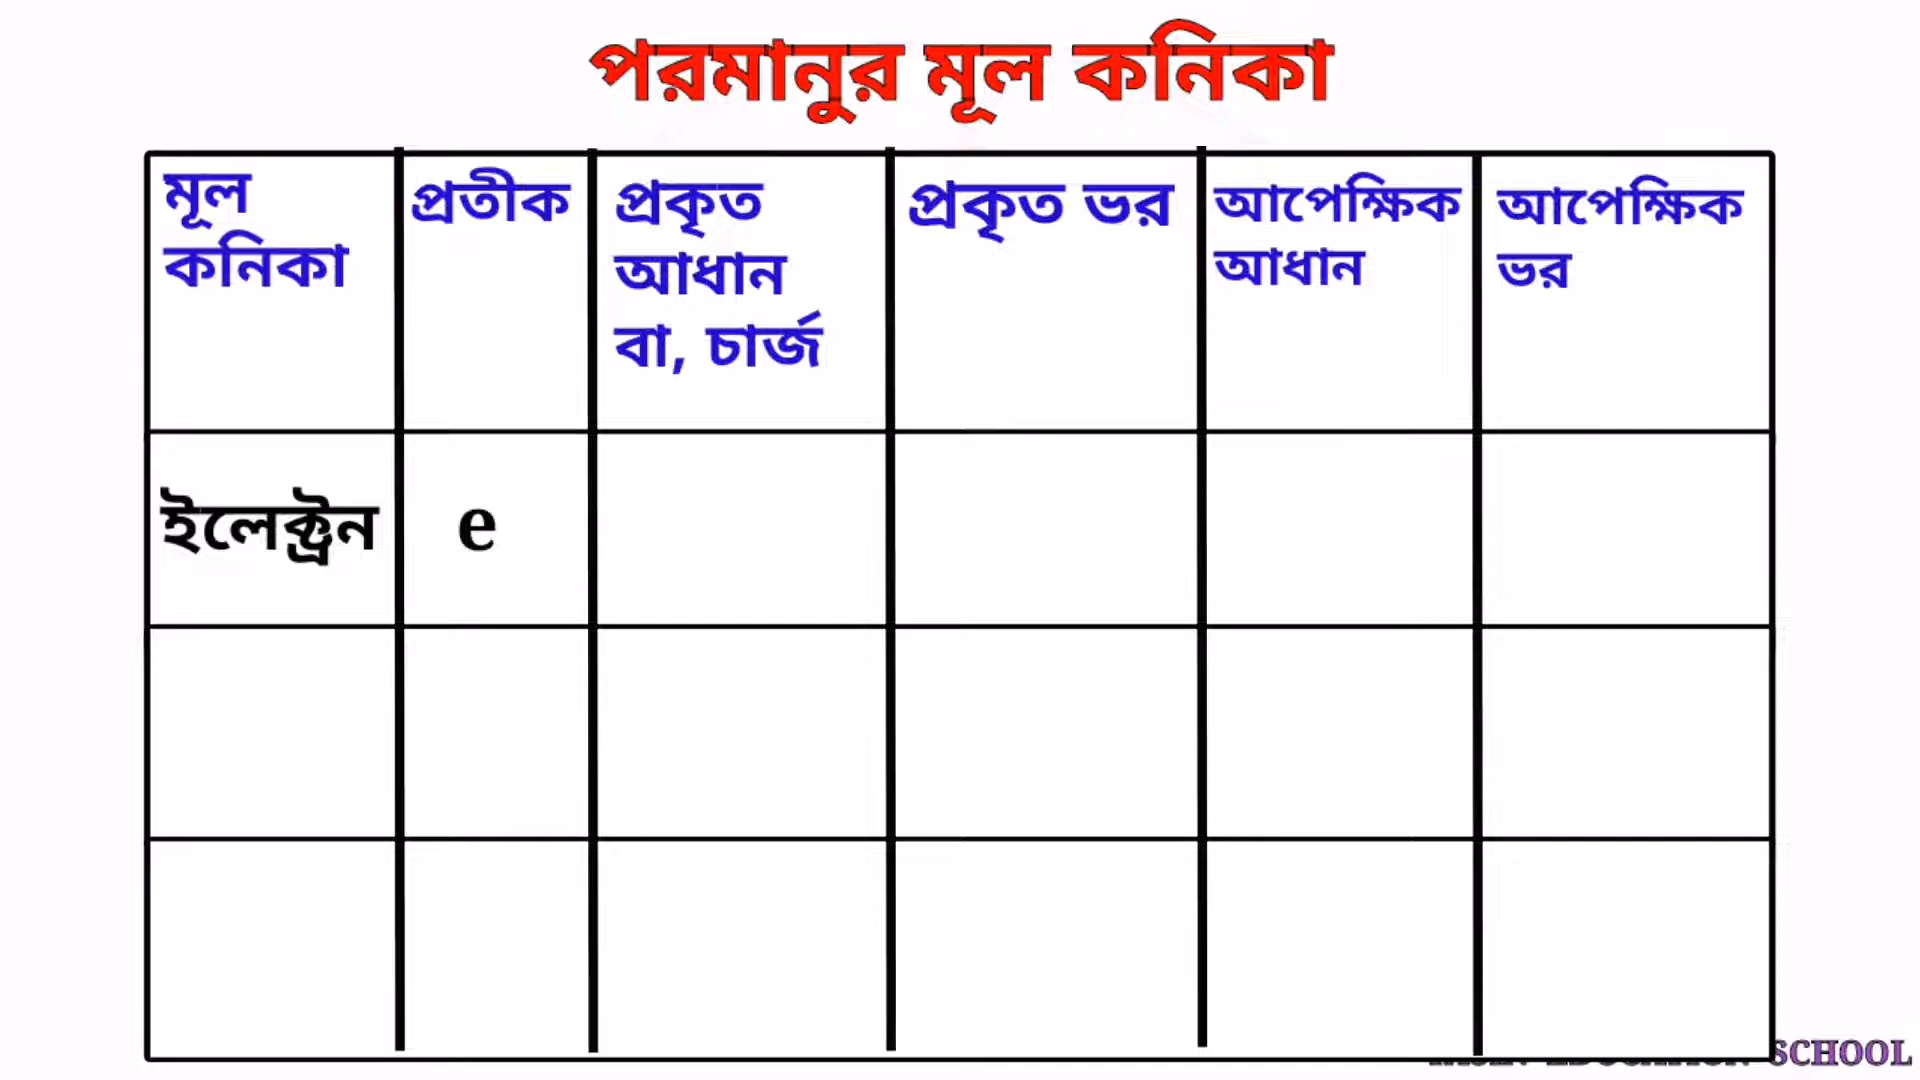 পরমানুর মূল কনিকা
মূল
কনিকা
প্রতীক
প্রকৃত
আধান
বা, চার্জ
প্রকৃত ভর
আপেক্ষিক
আধান
আপেক্ষিক
ভর
ইলেক্ট্রন
e
SCHOOL